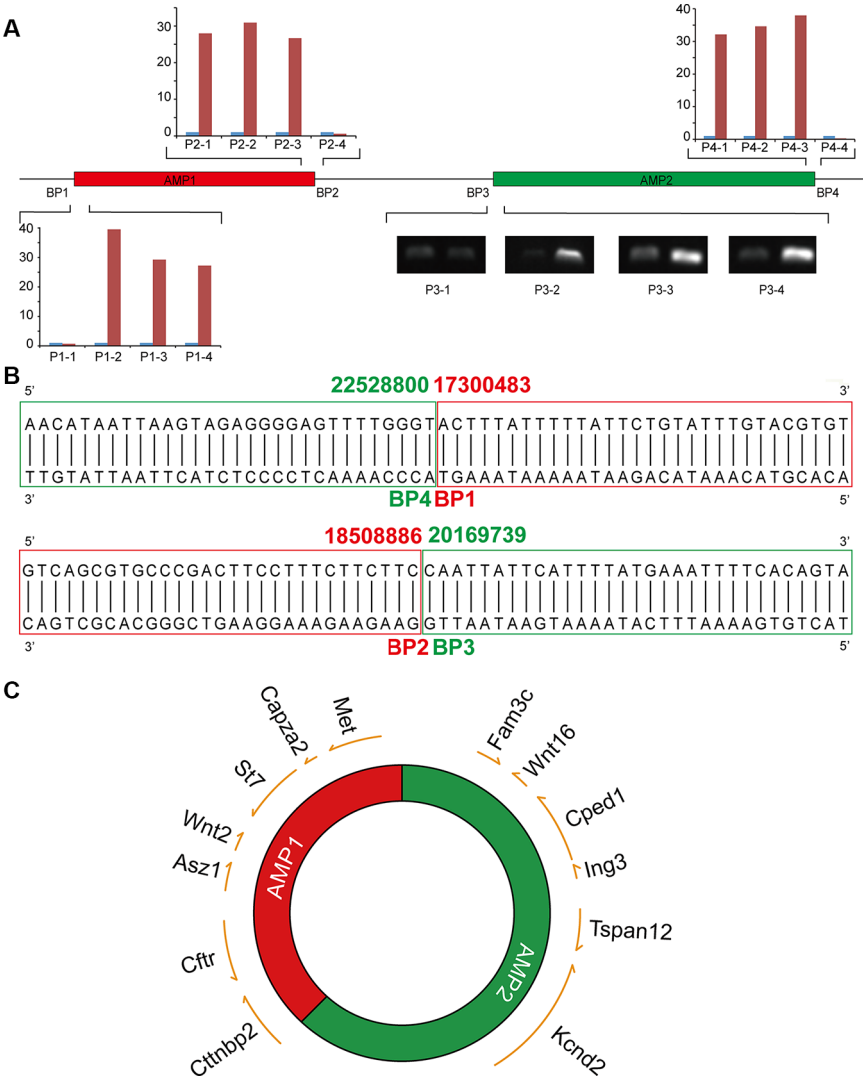 A
30
20
10
0
P2-1 P2-2 P2-3 P2-4
40
30
20
10
0
P4-1 P4-2 P4-3 P4-4
BP1 AMP1 BP2 BP3 AMP2 BP4
40
30
20
10
0
P1-1 P1-2 P1-3 P1-4
P3-1 P3-2 P3-3 P3-4
B
22528800 17300483
5' 3'
AACATAATTAAGTAGAGGGGAGTTTTGGGTACTTTATTTTTATTCTGTATTTGTACGTGT
TTGTATTAATTCATCTCCCCTCAAAACCCATGAAATAAAAATAAGACATAAACATGCACA
3' BP4 BP1 5'
18508886 20169739
5' 3'
GTCAGCGTGCCCGACTTCCTTTCTTCTTCCAATTATTCATTTTATGAAATTTTCACAGTA
CAGTCGCACGGGCTGAAGGAAAGAAGAAGGTTAATAAGTAAAATACTTTAAAAGTGTCAT
3' BP2 BP3 5'
C
Capza2
Met
Fam3c
Wnt16
St7
Cped1
Wnt2
Asz1
AMP1
Ing3
Tspan12
Cftr
AMP2
Cttnbp2
Kcnd2